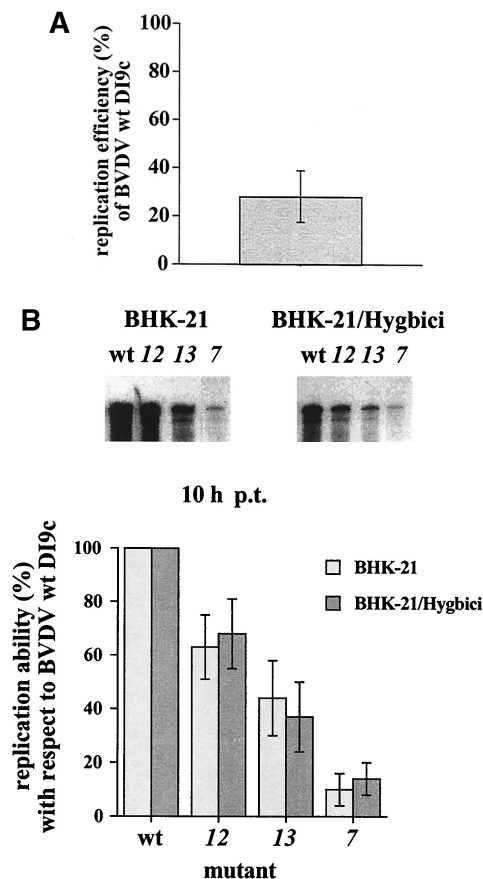 A
replication efficiency (%)
of BVDV wt DI9c
100
80
60
40
20
0
B
BHK-21
BHK-21/Hygbici
wt 12 13 7
wt 12 13 7
10 h p.t.
replication ability (%)
with respect to BVDV wt DI9c
100
80
60
40
20
0
BHK-21
BHK-21/Hygbici
wt
12
13
7
mutant